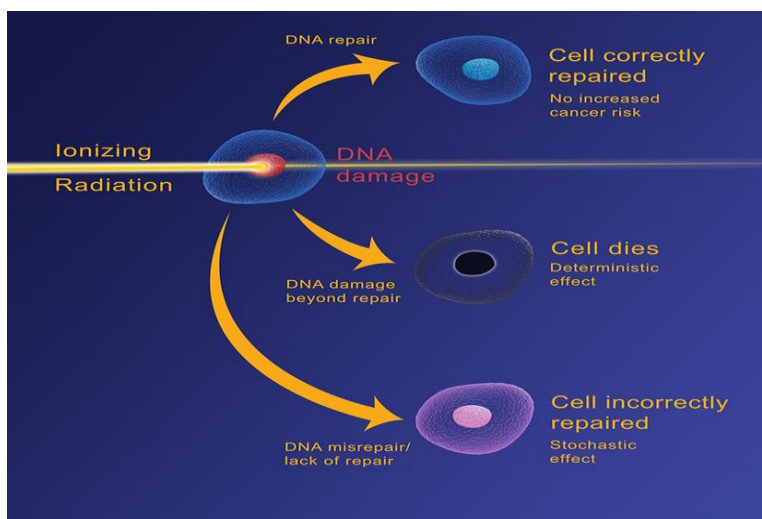 DNA repair
Cell correctly
repaired
No increased
cancer risk
Ionizing
Radiation
DNA
damage
DNA damage
beyond repair
Cell dies
Deterministic
effect
DNA misrepair/
lack of repair
Cell incorrectly
repaired
Stochastic
effect